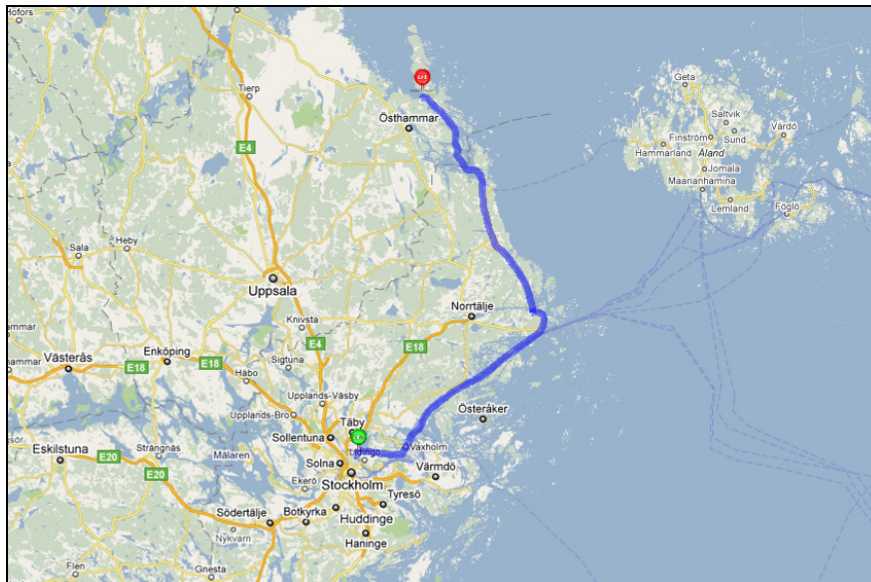 Hofors
Tierp
Östhammar
E4
Geta
Saltvik
Finström
Sund
Vårdö
Hammarland
Åland
Jomala
Maarianhamina
Lemland
Föglö
Sala
Heby
Uppsala
Norrtälje
Knivsta
E4
E18
Västerås
E18
Enköping
E18
Sigtuna
Håbo
Upplands-Väsby
Upplands-Bro
Täby
Österåker
Sollentuna
Vaxholm
Eskilstuna
E20
Strängnäs
Mälaren
Solna
Lidingö
Värmdö
E20
Ekerö
Stockholm
Tyresö
Södertälje
Botkyrka
Huddinge
Nykvarn
Haninge
Flen
Gnesta